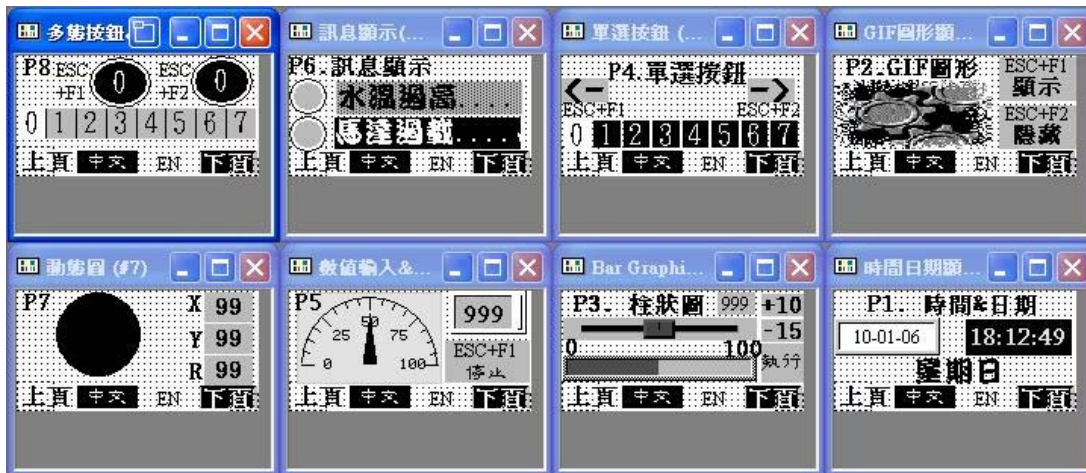 多態按鈕
P8 ESC +F1 0 ESC +F2 0
0 1 2 3 4 5 6 7
上頁 中文 EN 下頁
訊息顯示(...
P6.訊息顯示
水溫過高....
馬達過載....
上頁 中文 EN 下頁
單選按鈕 (...
P4.單選按鈕
<- ->
ESC+F1 ESC+F2
0 1 2 3 4 5 6 7
上頁 中文 EN 下頁
GIF圖形顯...
P2.GIF圖形
ESC+F1
顯示
ESC+F2
隱藏
上頁 中文 EN 下頁
動態圖 (#7)
P7
X 99
Y 99
R 99
上頁 中文 EN 下頁
數值輸入&...
P5
0 25 50 75 100
999
ESC+F1
停止
上頁 中文 EN 下頁
Bar Graphi...
P3. 柱狀圖 999 +10
-15
0 100
執行
上頁 中文 EN 下頁
時間日期顯...
P1. 時間&日期
10-01-06 18:12:49
星期日
上頁 中文 EN 下頁